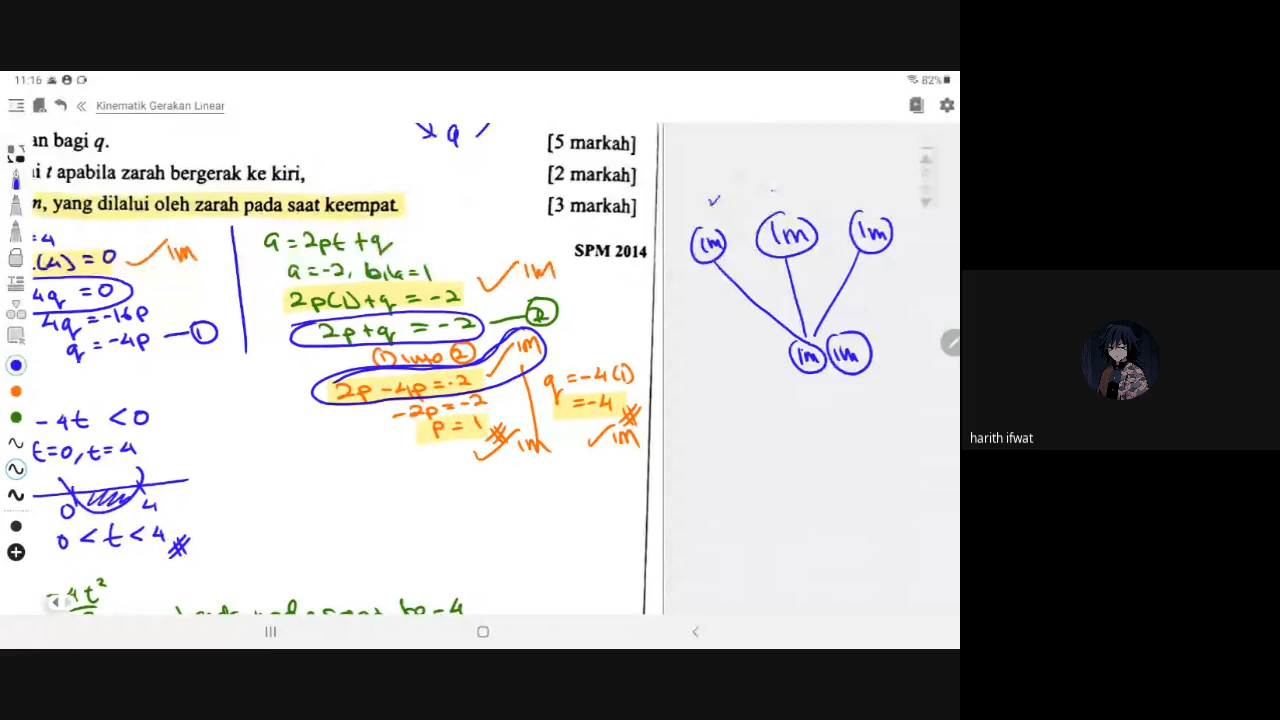 11:16
82%
Kinematik Gerakan Linear
an bagi q.
q
[5 markah]
i t apabila zarah bergerak ke kiri,
[2 markah]
n, yang dilalui oleh zarah pada saat keempat.
[3 markah]
SPM 2014
=4
(4) = 0 1m
4q = 0
4q = -16p
q = -4p — 1
a = 2pt + q
a = -2, bila = 1
2p(1) + q = -2 1m
2p + q = -2 — 2
(1) into 2
2p - 4p = -2 1m
-2p = -2
p = 1 1m
q = -4(1)
= -4
1m
- 4t < 0
t = 0, t = 4
0 4
0 < t < 4
-4t²
1m 1m 1m
1m 1m
harith ifwat